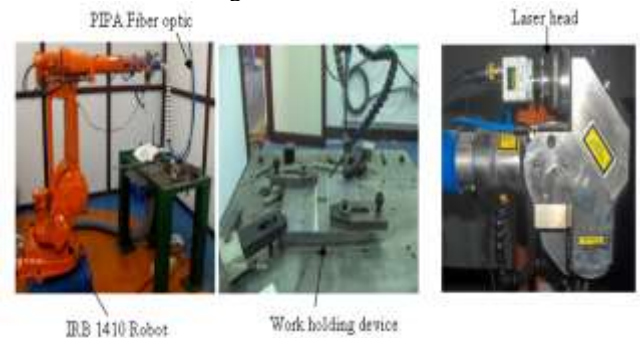 PIPA Fiber optic
Laser head
IRB 1410 Robot
Work holding device